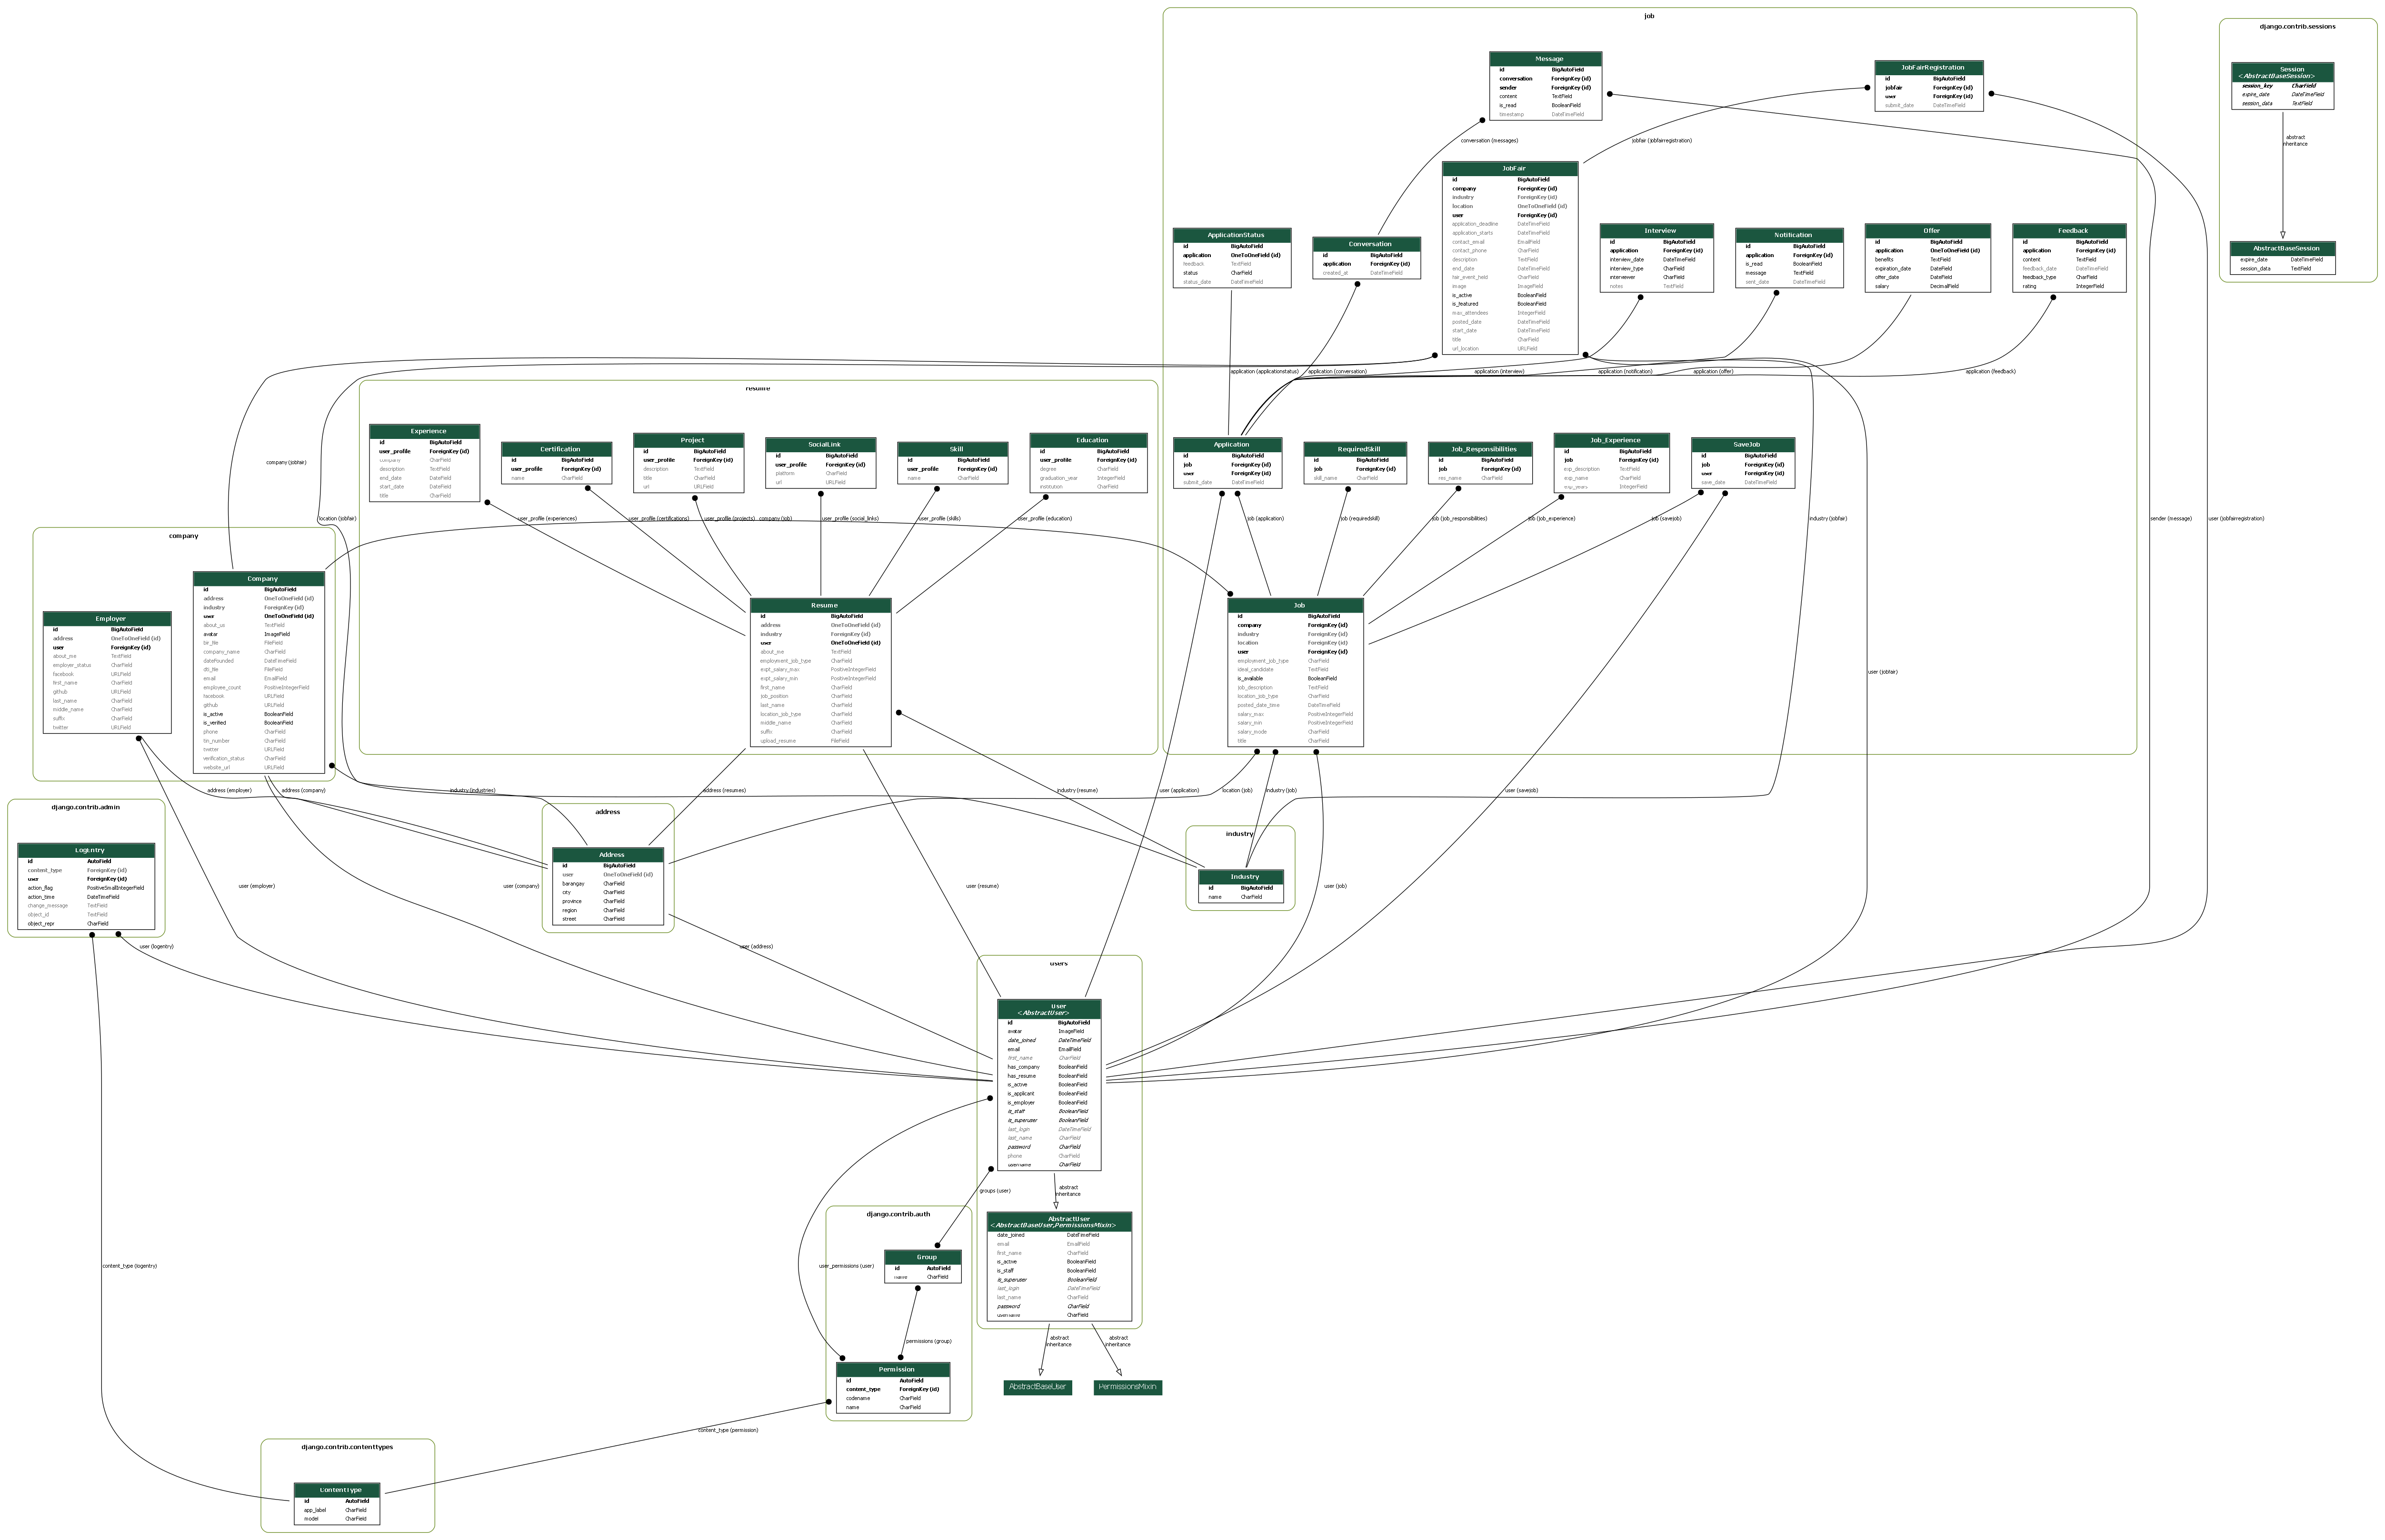 job
django.contrib.sessions
Message
id BigAutoField
conversation ForeignKey (id)
sender ForeignKey (id)
content TextField
is_read BooleanField
timestamp DateTimeField
JobFairRegistration
id BigAutoField
jobfair ForeignKey (id)
user ForeignKey (id)
submit_date DateTimeField
Session
<AbstractBaseSession>
session_key CharField
expire_date DateTimeField
session_data TextField
abstract
inheritance
AbstractBaseSession
expire_date DateTimeField
session_data TextField
conversation (messages)
jobfair (jobfairregistration)
JobFair
id BigAutoField
company ForeignKey (id)
industry ForeignKey (id)
location OneToOneField (id)
user ForeignKey (id)
application_deadline DateTimeField
application_starts DateTimeField
contact_email EmailField
contact_phone CharField
description TextField
end_date DateTimeField
fair_event_field CharField
image ImageField
is_active BooleanField
is_featured BooleanField
max_attendees IntegerField
posted_date DateTimeField
start_date DateTimeField
title CharField
url_location URLField
ApplicationStatus
id BigAutoField
application OneToOneField (id)
feedback TextField
status CharField
status_date DateTimeField
Conversation
id BigAutoField
application ForeignKey (id)
created_at DateTimeField
Interview
id BigAutoField
application ForeignKey (id)
interview_date DateTimeField
interview_type CharField
interviewer CharField
notes TextField
Notification
id BigAutoField
application ForeignKey (id)
is_read BooleanField
message TextField
sent_date DateTimeField
Offer
id BigAutoField
application OneToOneField (id)
benefits TextField
expiration_date DateField
offer_date DateField
salary DecimalField
Feedback
id BigAutoField
application ForeignKey (id)
content TextField
feedback_date DateTimeField
feedback_type CharField
rating IntegerField
application (applicationstatus)
application (conversation)
application (interview)
application (notification)
application (offer)
application (feedback)
resume
Experience
id BigAutoField
user_profile ForeignKey (id)
company CharField
description TextField
end_date DateField
start_date DateField
title CharField
Certification
id BigAutoField
user_profile ForeignKey (id)
name CharField
Project
id BigAutoField
user_profile ForeignKey (id)
description TextField
title CharField
url URLField
SocialLink
id BigAutoField
user_profile ForeignKey (id)
platform CharField
url URLField
Skill
id BigAutoField
user_profile ForeignKey (id)
name CharField
Education
id BigAutoField
user_profile ForeignKey (id)
degree CharField
graduation_year IntegerField
institution CharField
Application
id BigAutoField
job ForeignKey (id)
user ForeignKey (id)
submit_date DateTimeField
RequiredSkill
id BigAutoField
job ForeignKey (id)
skill_name CharField
Job_Responsibilities
id BigAutoField
job ForeignKey (id)
res_name CharField
Job_Experience
id BigAutoField
job ForeignKey (id)
exp_description TextField
exp_name CharField
exp_years IntegerField
SaveJob
id BigAutoField
job ForeignKey (id)
user ForeignKey (id)
save_date DateTimeField
company (jobfair)
location (jobfair)
user_profile (experiences)
user_profile (certifications)
user_profile (projects)
company (job)
user_profile (social_links)
user_profile (skills)
user_profile (education)
job (application)
job (requiredskill)
job (job_responsibilities)
job (job_experience)
job (savejob)
industry (jobfair)
sender (message)
user (jobfairregistration)
company
Company
id BigAutoField
address OneToOneField (id)
industry ForeignKey (id)
user OneToOneField (id)
about_us TextField
avatar ImageField
bir_file FileField
company_name CharField
dateFounded DateTimeField
dti_file FileField
email EmailField
employee_count PositiveIntegerField
facebook URLField
github URLField
is_active BooleanField
is_verified BooleanField
phone CharField
tin_number CharField
twitter URLField
verification_status CharField
website_url URLField
Employer
id BigAutoField
address OneToOneField (id)
user ForeignKey (id)
about_me TextField
employer_status CharField
facebook URLField
first_name CharField
github URLField
last_name CharField
middle_name CharField
suffix CharField
twitter URLField
Resume
id BigAutoField
address OneToOneField (id)
industry ForeignKey (id)
user OneToOneField (id)
about_me TextField
employment_job_type CharField
expt_salary_max PositiveIntegerField
expt_salary_min PositiveIntegerField
first_name CharField
job_position CharField
last_name CharField
location_job_type CharField
middle_name CharField
suffix CharField
upload_resume FileField
Job
id BigAutoField
company ForeignKey (id)
industry ForeignKey (id)
location ForeignKey (id)
user ForeignKey (id)
employement_job_type CharField
ideal_candidate TextField
is_available BooleanField
job_description TextField
location_job_type CharField
posted_date_time DateTimeField
salary_max PositiveIntegerField
salary_min PositiveIntegerField
salary_mode CharField
title CharField
user (jobfair)
address (employer)
address (company)
industry (industries)
address (resumes)
industry (resume)
user (application)
location (job)
industry (job)
user (savejob)
django.contrib.admin
LogEntry
id AutoField
content_type ForeignKey (id)
user ForeignKey (id)
action_flag PositiveSmallIntegerField
action_time DateTimeField
change_message TextField
object_id TextField
object_repr CharField
address
Address
id BigAutoField
user OneToOneField (id)
barangay CharField
city CharField
province CharField
region CharField
street CharField
industry
Industry
id BigAutoField
name CharField
user (employer)
user (company)
user (resume)
user (job)
user (logentry)
user (address)
users
User
<AbstractUser>
id BigAutoField
avatar ImageField
date_joined DateTimeField
email EmailField
first_name CharField
has_company BooleanField
has_resume BooleanField
is_active BooleanField
is_applicant BooleanField
is_employer BooleanField
is_staff BooleanField
is_superuser BooleanField
last_login DateTimeField
last_name CharField
password CharField
phone CharField
username CharField
groups (user)
abstract
inheritance
django.contrib.auth
AbstractUser
<AbstractBaseUser,PermissionsMixin>
date_joined DateTimeField
email EmailField
first_name CharField
is_active BooleanField
is_staff BooleanField
is_superuser BooleanField
last_login DateTimeField
last_name CharField
password CharField
username CharField
Group
id AutoField
name CharField
content_type (logentry)
user_permissions (user)
permissions (group)
abstract
inheritance
abstract
inheritance
Permission
id AutoField
content_type ForeignKey (id)
codename CharField
name CharField
AbstractBaseUser
PermissionsMixin
content_type (permission)
django.contrib.contenttypes
ContentType
id AutoField
app_label CharField
model CharField